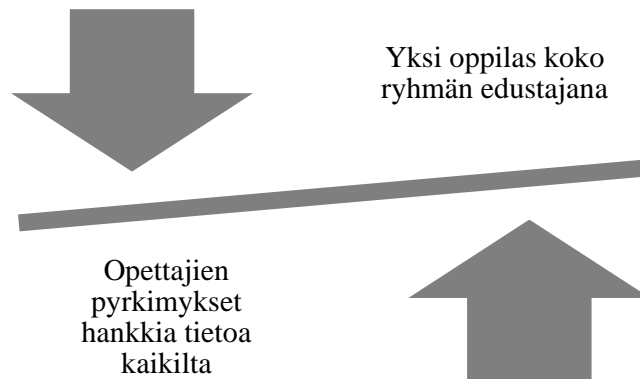 Yksi oppilas koko
ryhmän edustajana
Opettajien
pyrkimykset
hankkia tietoa
kaikilta